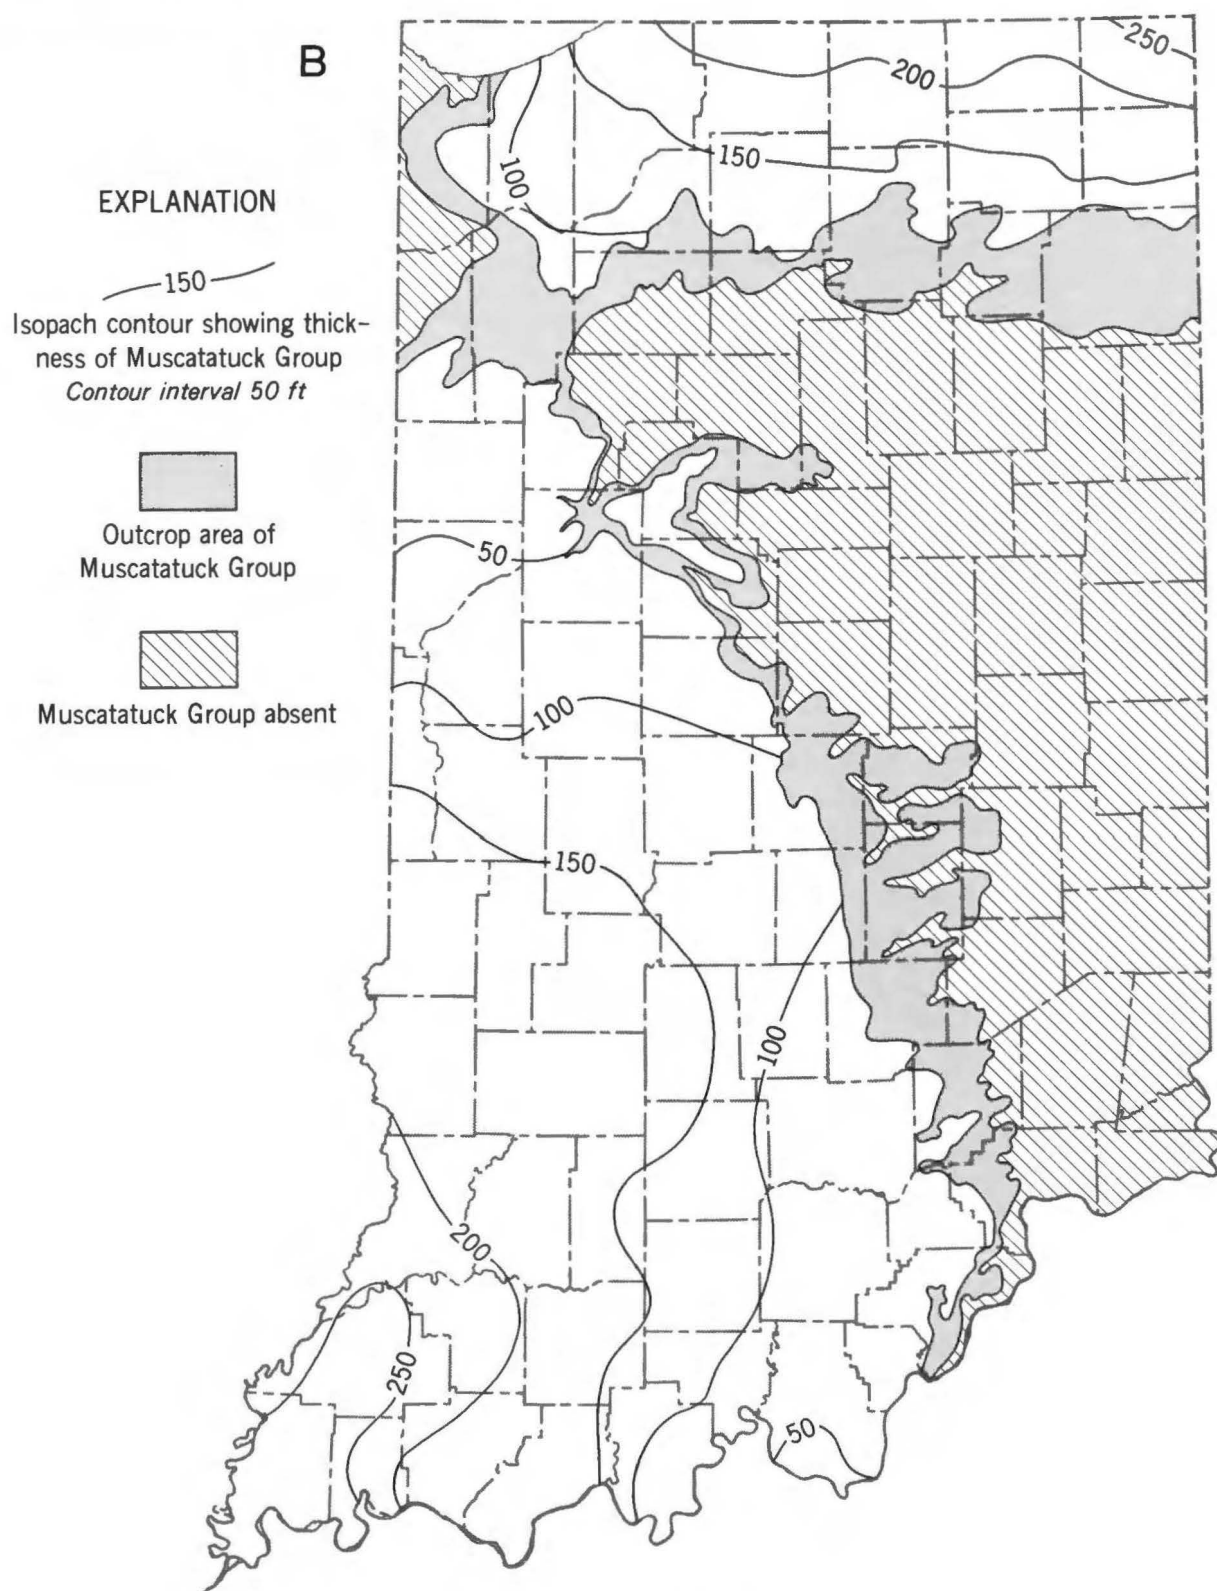 B
EXPLANATION
150
Isopach contour showing thick-
ness of Muscatatuck Group
Contour interval 50 ft
Outcrop area of
Muscatatuck Group
Muscatatuck Group absent
250
200
150
100
50
100
150
100
200
250
50